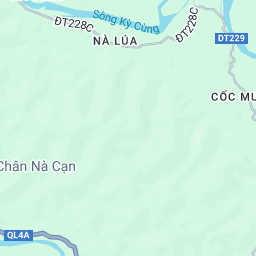 Sông Kỳ Cùng
ĐT228C
ĐT228C
NÀ LÚA
ĐT229
CỐC MU
Chân Nà Cạn
QL4A